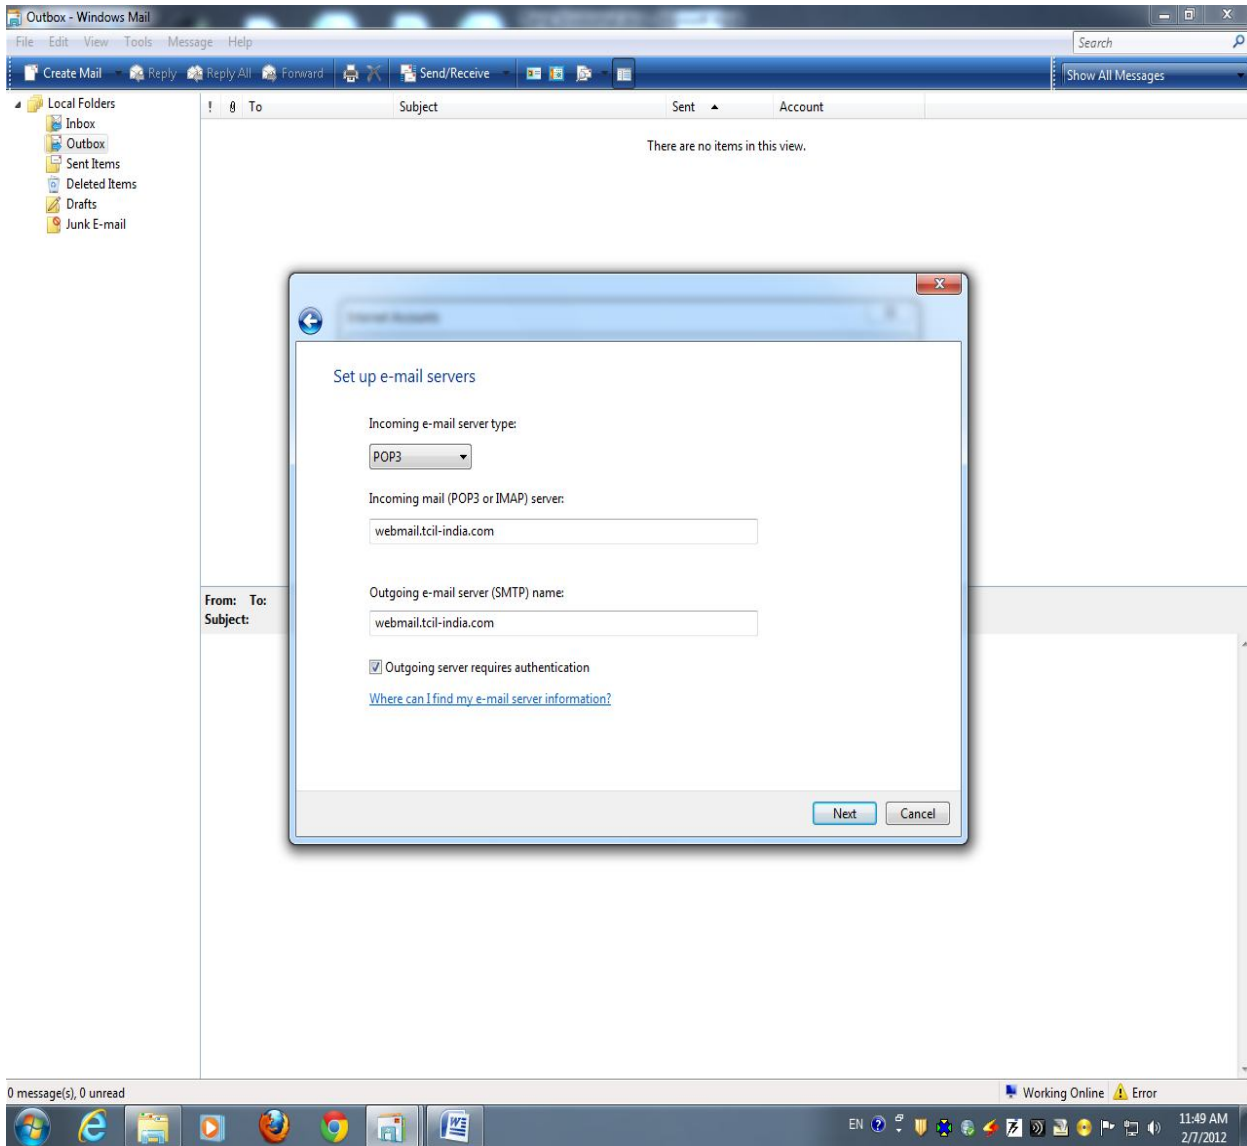 Outbox - Windows Mail
File Edit View Tools Message Help
Search
Create Mail Reply Reply All Forward Send/Receive
Show All Messages
Local Folders
Inbox
Outbox
Sent Items
Deleted Items
Drafts
Junk E-mail
! To Subject Sent Account
There are no items in this view.
Internet Accounts
X
Set up e-mail servers
Incoming e-mail server type:
POP3
Incoming mail (POP3 or IMAP) server:
webmail.tcil-india.com
Outgoing e-mail server (SMTP) name:
webmail.tcil-india.com
Outgoing server requires authentication
Where can I find my e-mail server information?
Next Cancel
From: To:
Subject:
0 message(s), 0 unread
Working Online Error
EN
11:49 AM
2/7/2012